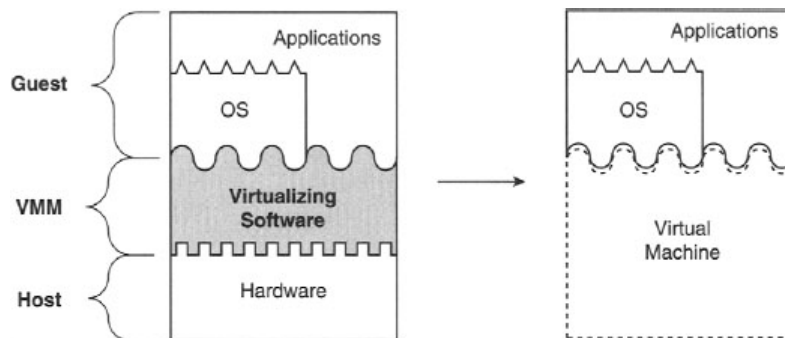 Guest
VMM
Host
Applications
OS
Virtualizing
Software
Hardware
Applications
OS
Virtual
Machine